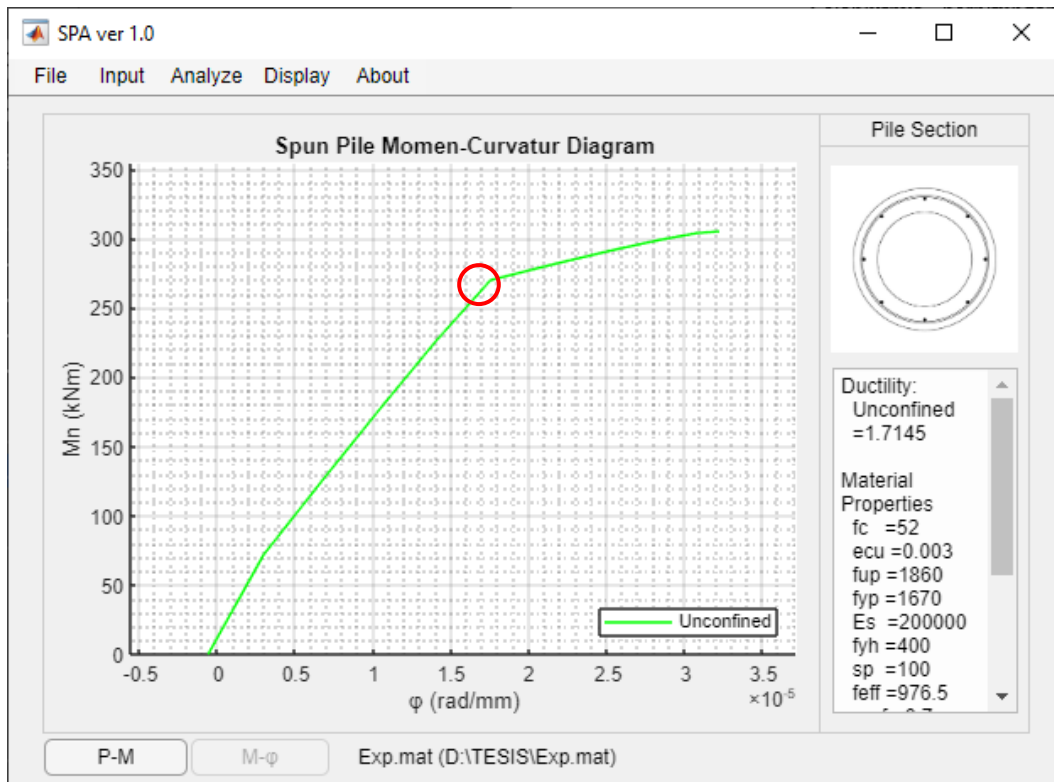 SPA ver 1.0
File Input Analyze Display About
Spun Pile Momen-Curvatur Diagram
350
300
250
200
150
100
50
0
Mn (kNm)
-0.5 0 0.5 1 1.5 2 2.5 3 3.5
φ (rad/mm)
×10-5
Unconfined
Pile Section
Ductility:
Unconfined
=1.7145
Material
Properties
fc =52
ecu =0.003
fup =1860
fyp =1670
Es =200000
fyh =400
sp =100
feff =976.5
P-M M-φ Exp.mat (D:\TESIS\Exp.mat)